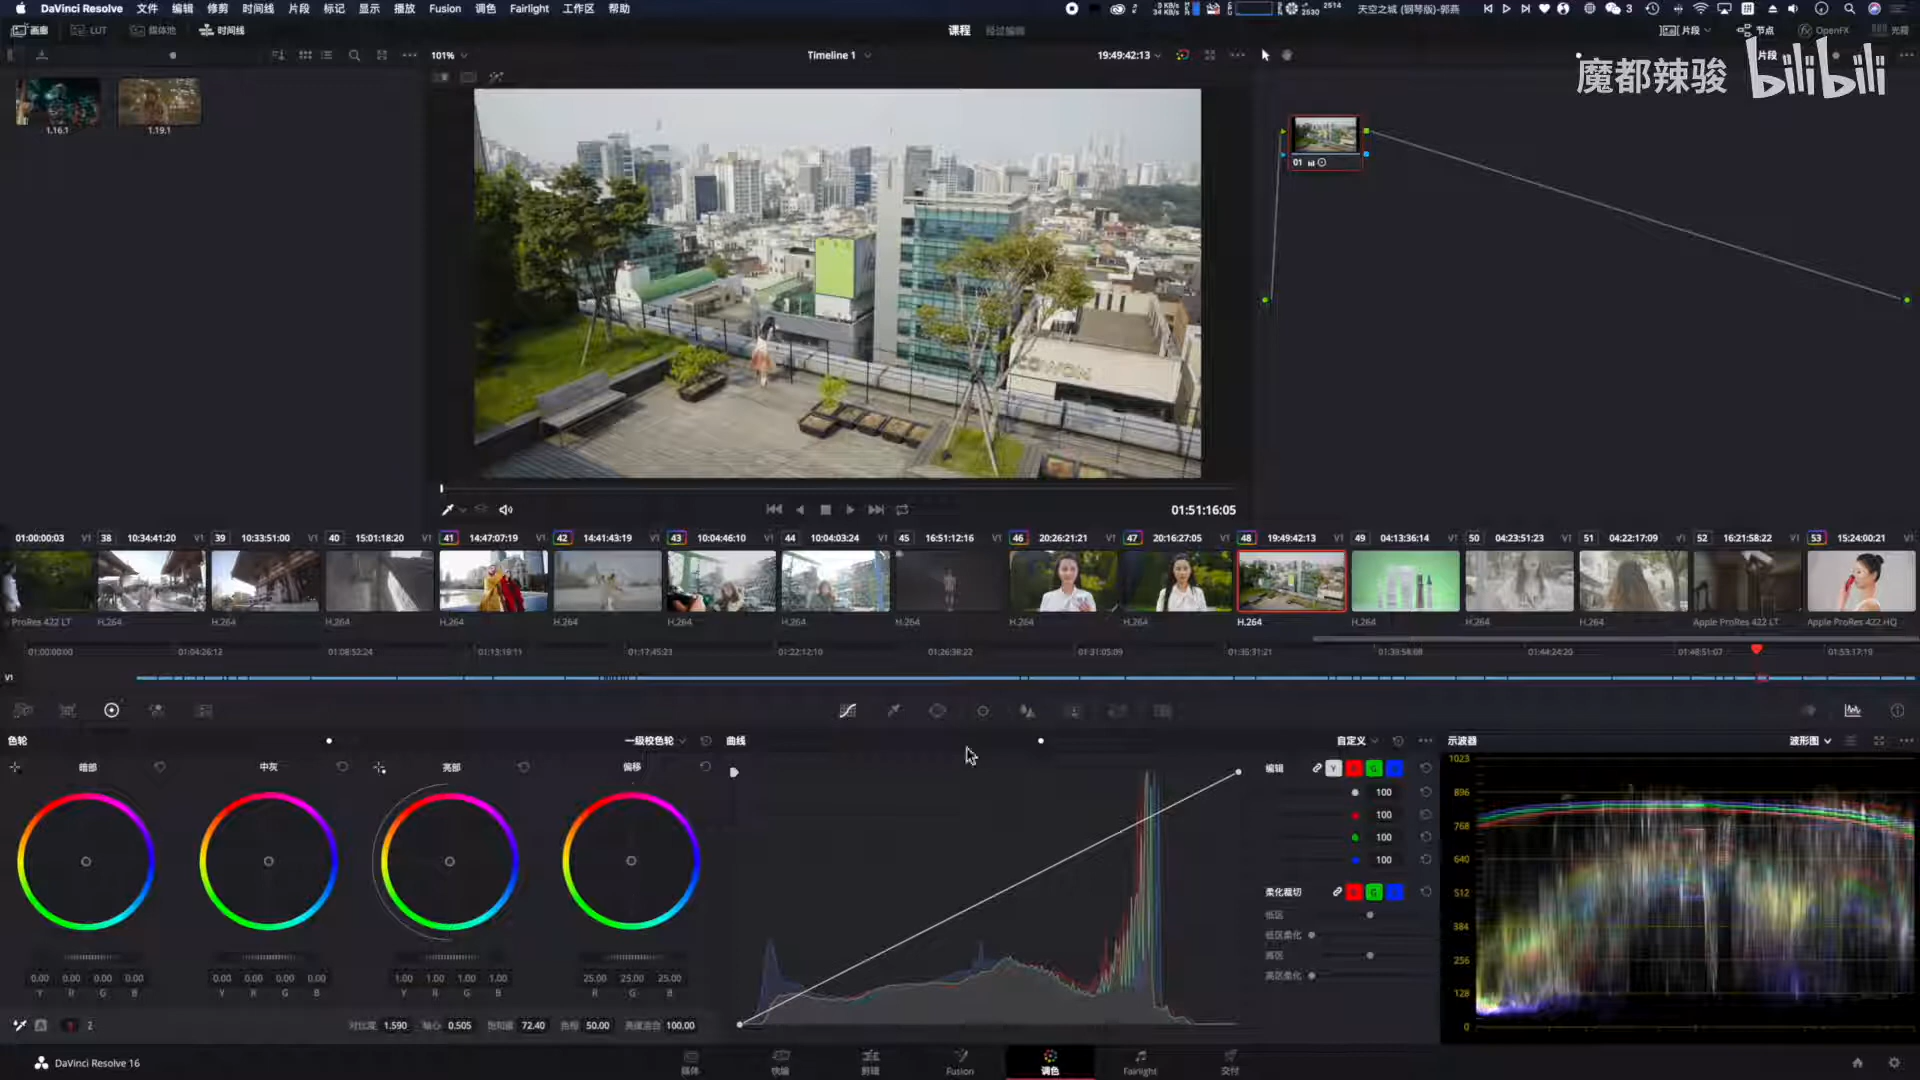 DaVinci Resolve 文件 编辑 修剪 时间线 片段 标记 显示 播放 Fusion 调色 Fairlight 工作区 帮助
0 KB/s
34 KB/s
2514
2530
天空之城 (钢琴版)-郭燕
3
画廊 LUT 媒体池 时间线
课程 经过编辑
片段 节点 OpenFX 光箱
101%
Timeline 1
19:49:42:13
片段
魔都辣骏 bilibili
1.16.1
1.19.1
01
COWON
01:51:16:05
01:00:00:03 V1 38 10:34:41:20 V1 39 10:33:51:00 V1 40 15:01:18:20 V1 41 14:47:07:19 V1 42 14:41:43:19 V1 43 10:04:46:10 V1 44 10:04:03:24 V1 45 16:51:12:16 V1 46 20:26:21:21 V1 47 20:16:27:05 V1 48 19:49:42:13 V1 49 04:13:36:14 V1 50 04:23:51:23 V1 51 04:22:17:09 V1 52 16:21:58:22 V1 53 15:24:00:21 V1
ProRes 422 LT H.264 H.264 H.264 H.264 H.264 H.264 H.264 H.264 H.264 H.264 H.264 H.264 H.264 H.264 Apple ProRes 422 LT Apple ProRes 422 HQ
01:00:00:00 01:04:26:12 01:08:52:24 01:13:19:11 01:17:45:23 01:22:12:10 01:26:38:22 01:31:05:09 01:35:31:21 01:39:58:08 01:44:24:20 01:48:51:07 01:53:17:19
V1
色轮 一级校色轮 曲线 自定义 示波器 波形图
暗部 中灰 亮部 偏移
编辑 Y
100
100
100
100
柔化裁切
低区
低区柔化
高区
高区柔化
1023
896
768
640
512
384
256
128
0
0.00 0.00 0.00 0.00 0.00 0.00 0.00 0.00 1.00 1.00 1.00 1.00 25.00 25.00 25.00
Y R G B Y R G B Y R G B R G B
A 1 2 对比度 1.590 轴心 0.505 饱和度 72.40 色相 50.00 亮度混合 100.00
DaVinci Resolve 16
媒体 快编 剪辑 Fusion 调色 Fairlight 交付